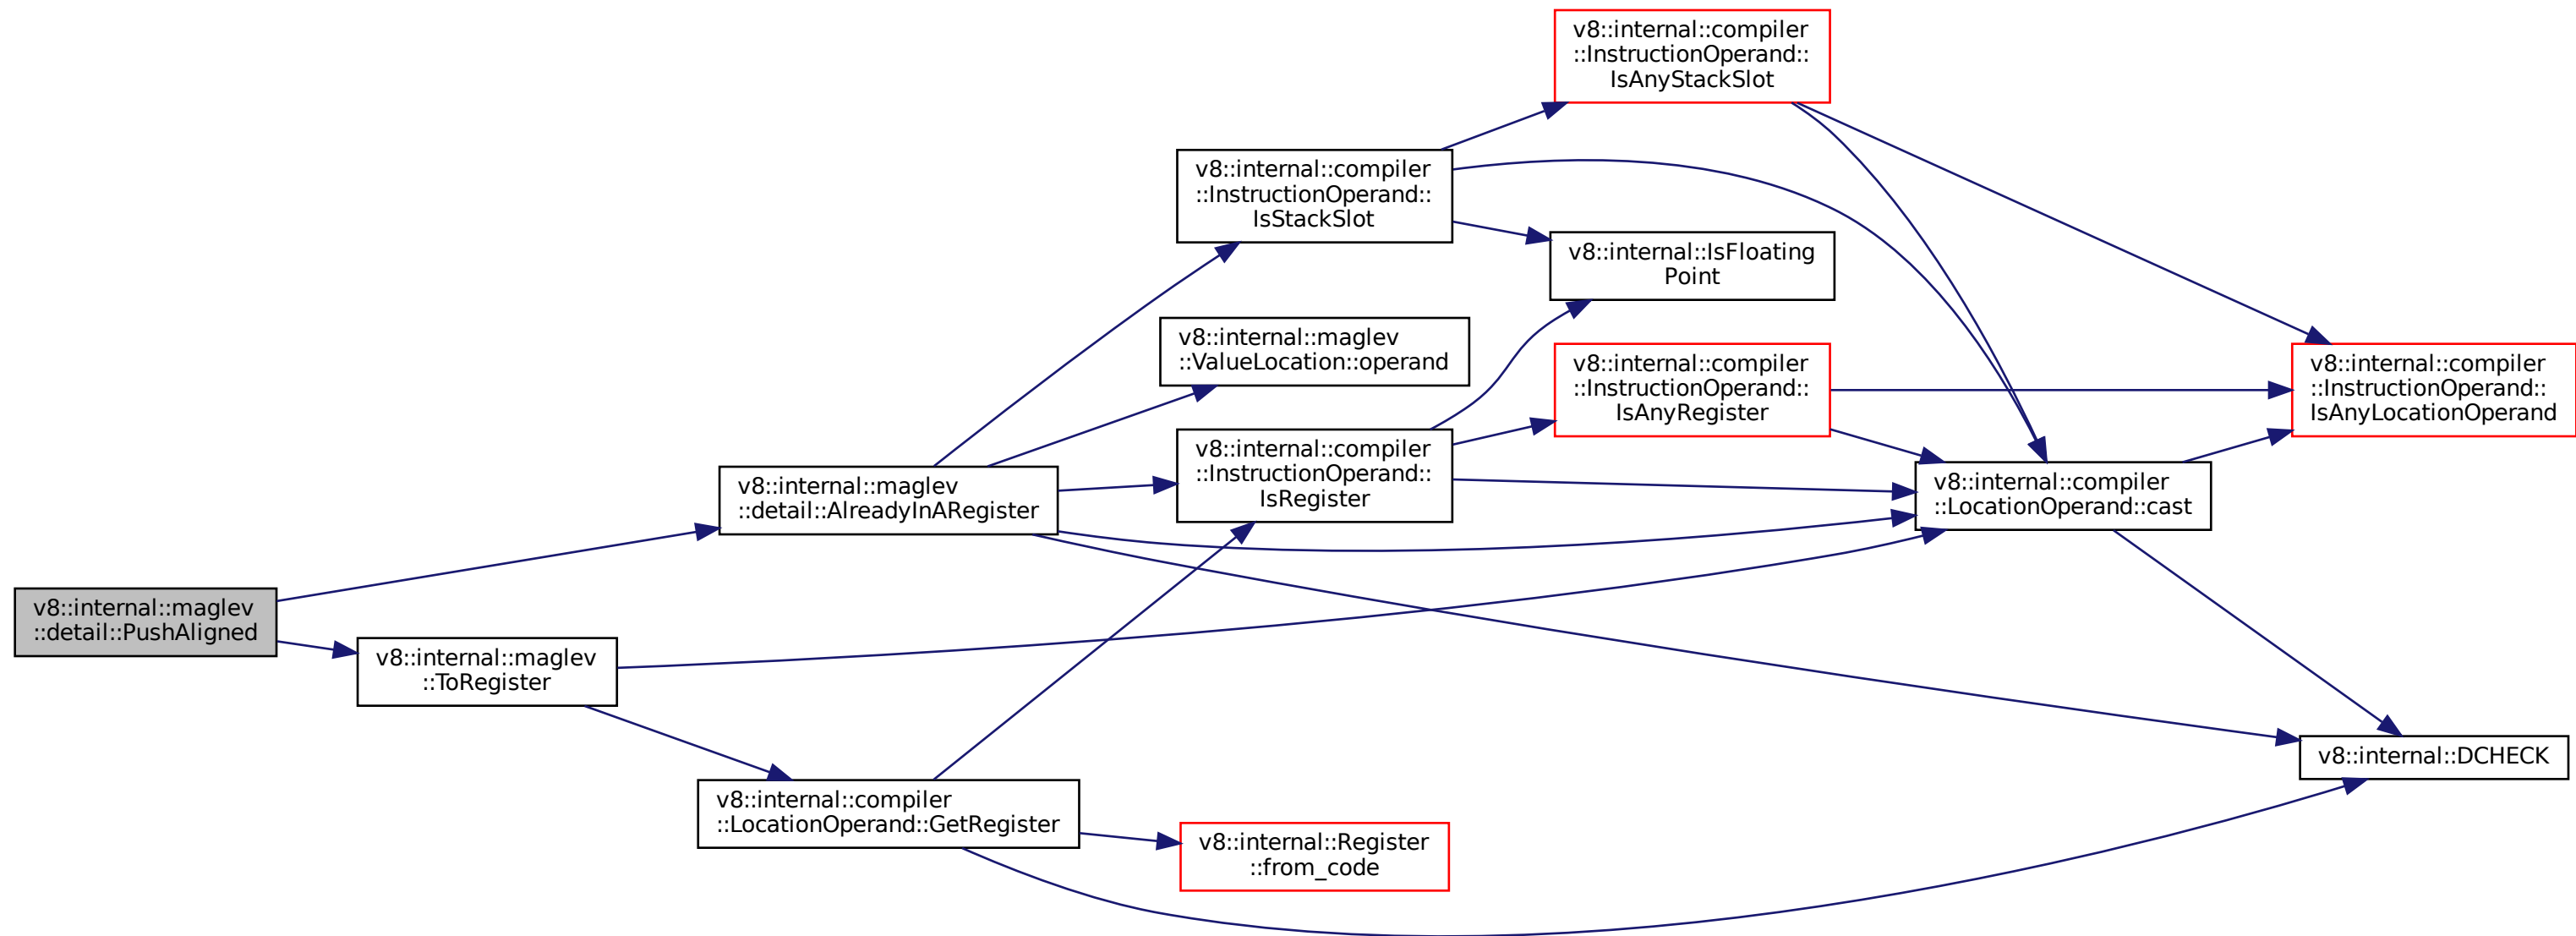 v8::internal::compiler
::InstructionOperand::
IsAnyStackSlot
v8::internal::compiler
::InstructionOperand::
IsStackSlot
v8::internal::IsFloating
Point
v8::internal::maglev
::ValueLocation::operand
v8::internal::compiler
::InstructionOperand::
IsAnyRegister
v8::internal::compiler
::InstructionOperand::
IsAnyLocationOperand
v8::internal::compiler
::InstructionOperand::
IsRegister
v8::internal::maglev
::detail::AlreadyInARegister
v8::internal::compiler
::LocationOperand::cast
v8::internal::maglev
::detail::PushAligned
v8::internal::maglev
::ToRegister
v8::internal::DCHECK
v8::internal::compiler
::LocationOperand::GetRegister
v8::internal::Register
::from_code